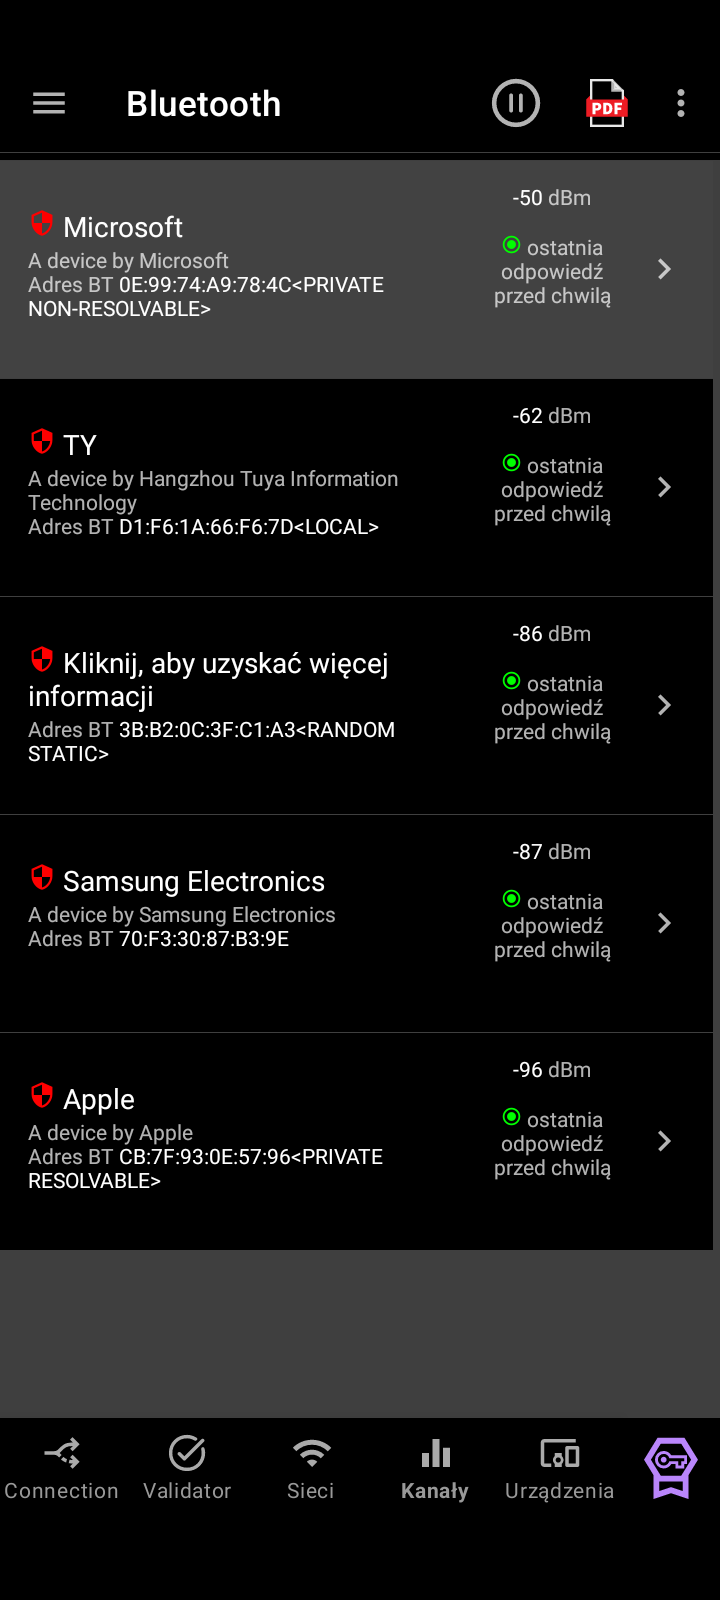 Bluetooth
PDF
Microsoft
A device by Microsoft
Adres BT 0E:99:74:A9:78:4C<PRIVATE
NON-RESOLVABLE>
-50 dBm
ostatnia
odpowiedź
przed chwilą
TY
A device by Hangzhou Tuya Information
Technology
Adres BT D1:F6:1A:66:F6:7D<LOCAL>
-62 dBm
ostatnia
odpowiedź
przed chwilą
Kliknij, aby uzyskać więcej
informacji
Adres BT 3B:B2:0C:3F:C1:A3<RANDOM
STATIC>
-86 dBm
ostatnia
odpowiedź
przed chwilą
Samsung Electronics
A device by Samsung Electronics
Adres BT 70:F3:30:87:B3:9E
-87 dBm
ostatnia
odpowiedź
przed chwilą
Apple
A device by Apple
Adres BT CB:7F:93:0E:57:96<PRIVATE
RESOLVABLE>
-96 dBm
ostatnia
odpowiedź
przed chwilą
Connection
Validator
Sieci
Kanały
Urządzenia